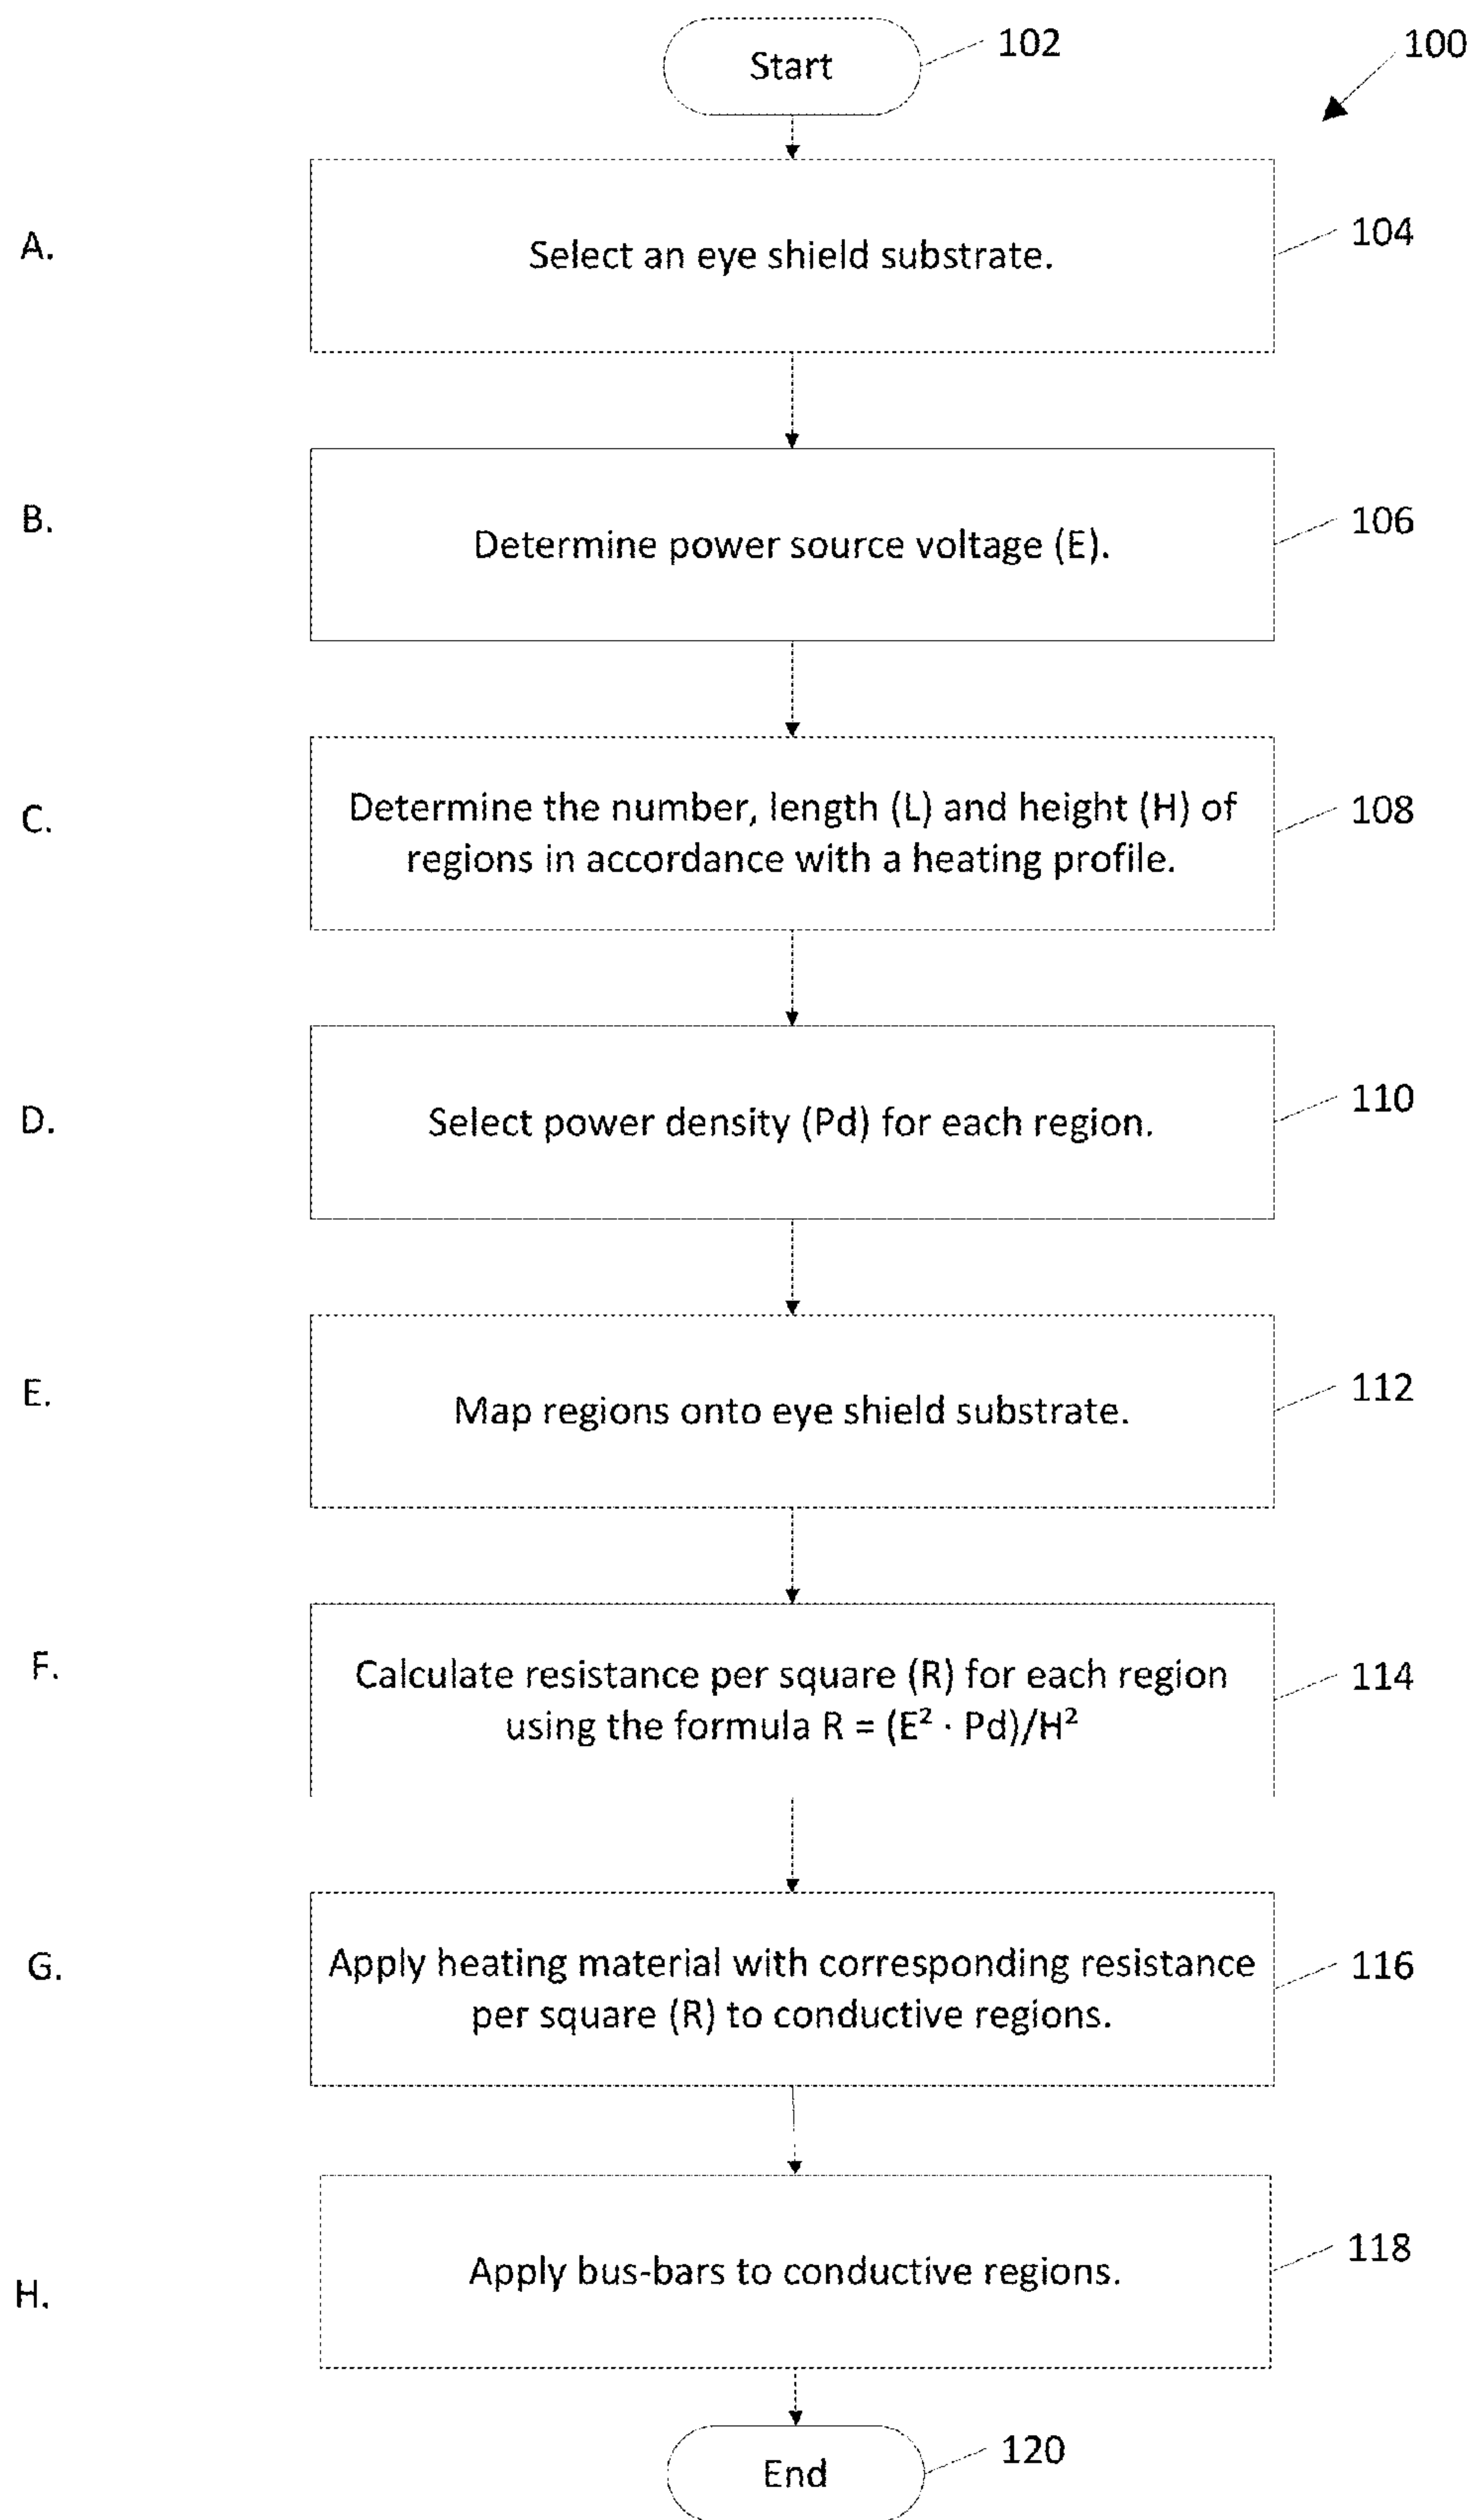 Start
102
100
A.
Select an eye shield substrate.
104
B.
Determine power source voltage (E).
106
C.
Determine the number, length (L) and height (H) of
regions in accordance with a heating profile.
108
D.
Select power density (Pd) for each region.
110
E.
Map regions onto eye shield substrate.
112
F.
Calculate resistance per square (R) for each region
using the formula R = (E² · Pd)/H²
114
G.
Apply heating material with corresponding resistance
per square (R) to conductive regions.
116
H.
Apply bus-bars to conductive regions.
118
End
120